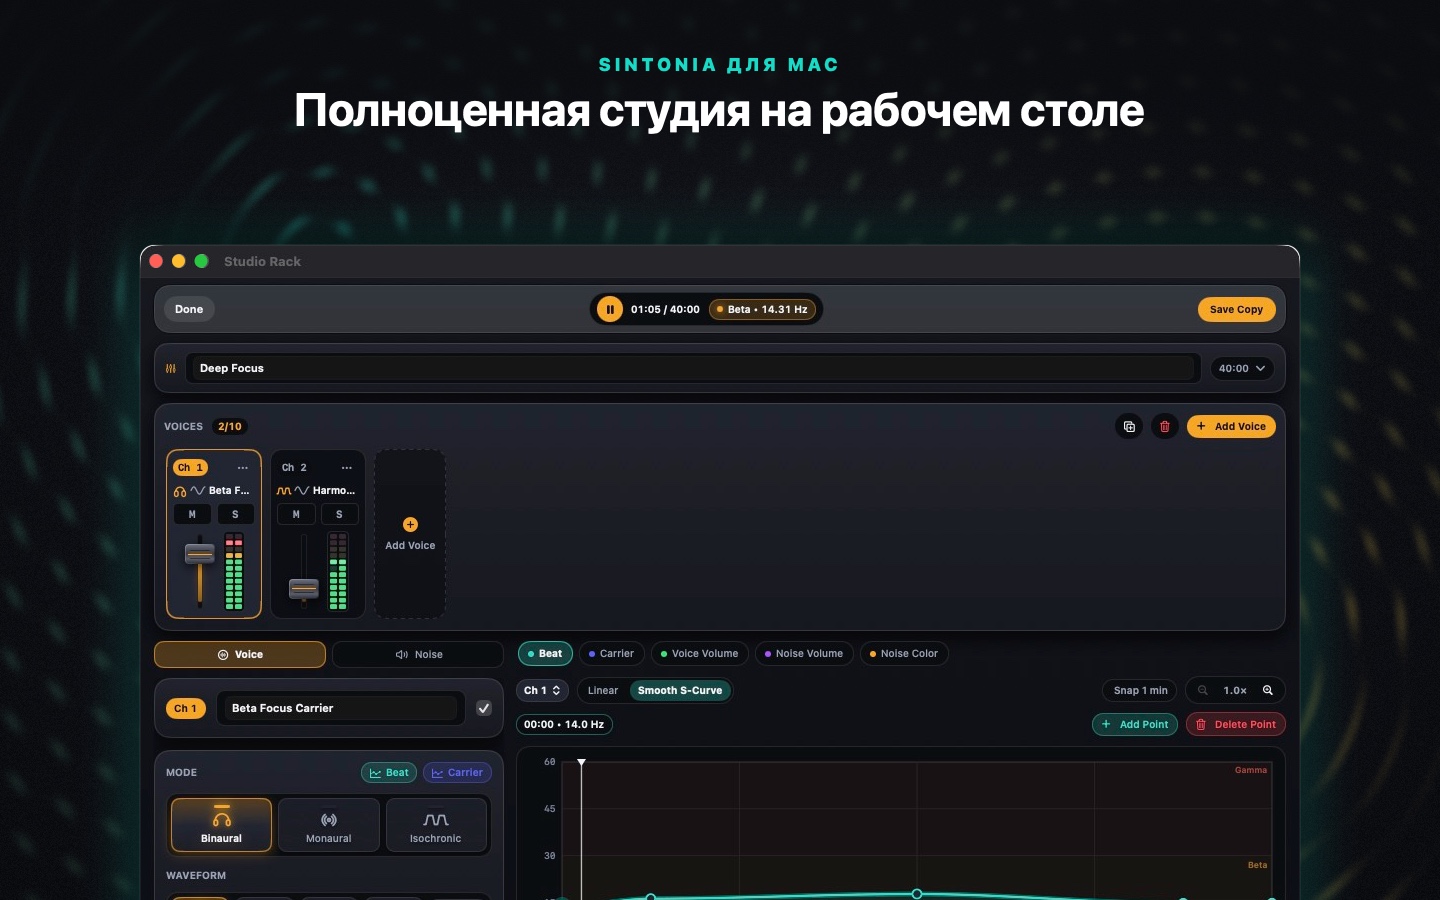 SINTONIA ДЛЯ MAC
Полноценная студия на рабочем столе
Studio Rack
Done
01:05 / 40:00
Beta • 14.31 Hz
Save Copy
Deep Focus
40:00
VOICES 2/10
Add Voice
Ch 1
Beta F...
M S
Ch 2
Harmo...
M S
Add Voice
Voice
Noise
Beat
Carrier
Voice Volume
Noise Volume
Noise Color
Ch 1
Beta Focus Carrier
Ch 1
Linear
Smooth S-Curve
Snap 1 min
1.0×
00:00 • 14.0 Hz
Add Point
Delete Point
MODE
Beat
Carrier
Binaural
Monaural
Isochronic
WAVEFORM
60
Gamma
45
30
Beta